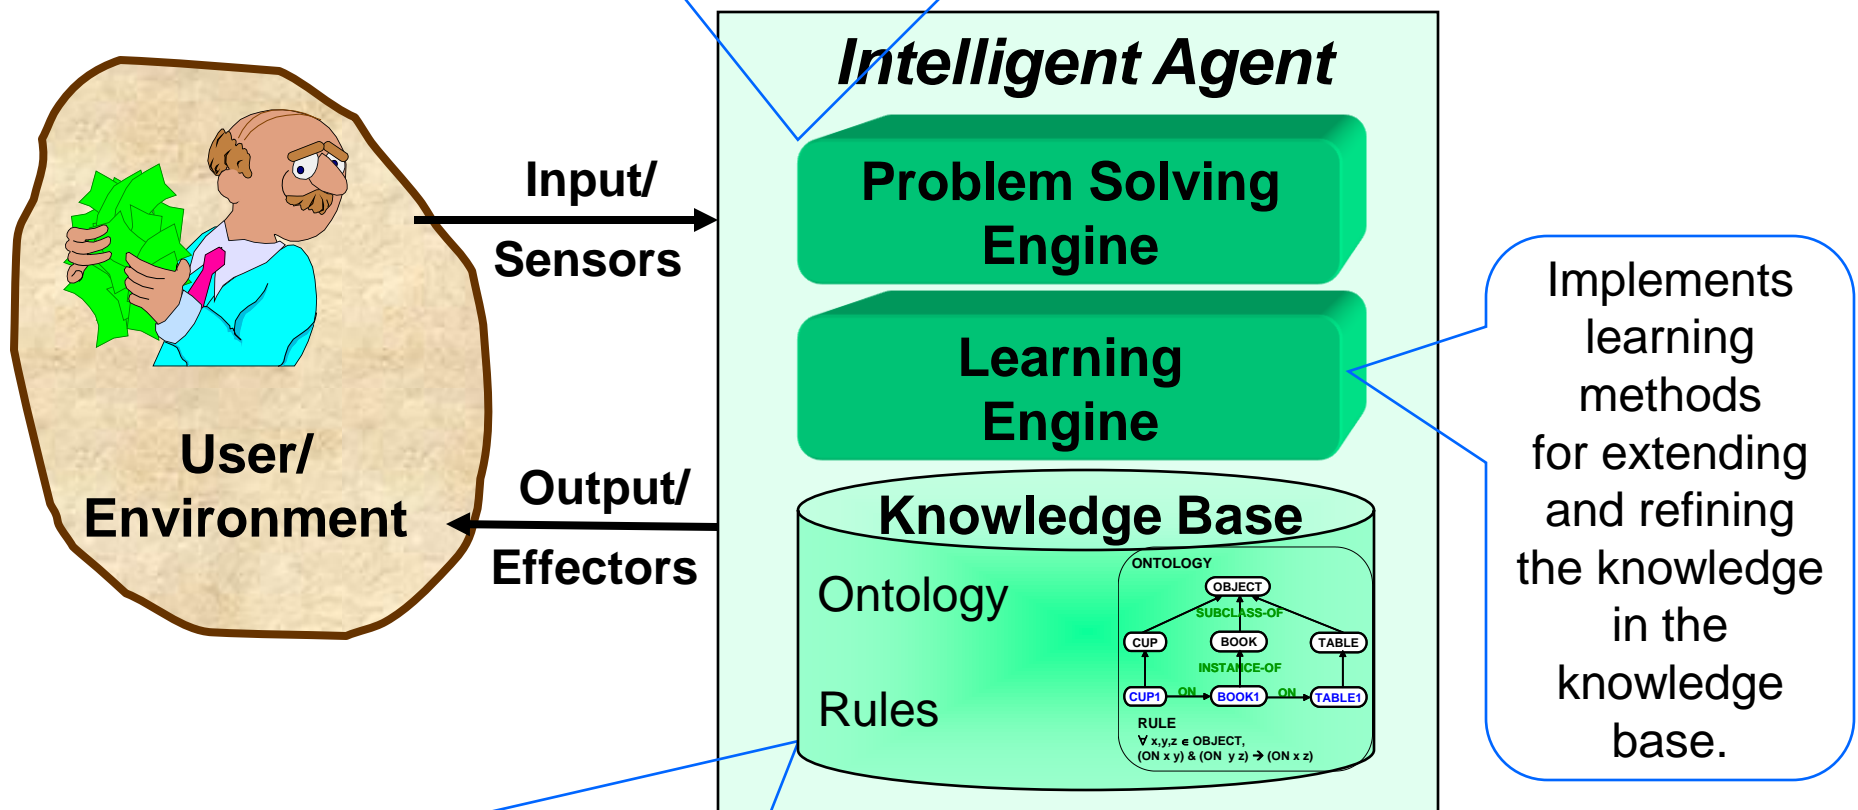 Intelligent Agent
Problem Solving
Engine
Input/
Sensors
Learning
Engine
Implements
learning
methods
for extending
and refining
the knowledge
in the
knowledge
base.
User/
Environment
Output/
Effectors
Knowledge Base
Ontology
Rules
ONTOLOGY
OBJECT
SUBCLASS-OF
CUP BOOK TABLE
INSTANCE-OF
CUP1 ON BOOK1 ON TABLE1
RULE
∀ x,y,z ∈ OBJECT,
(ON x y) & (ON y z) → (ON x z)